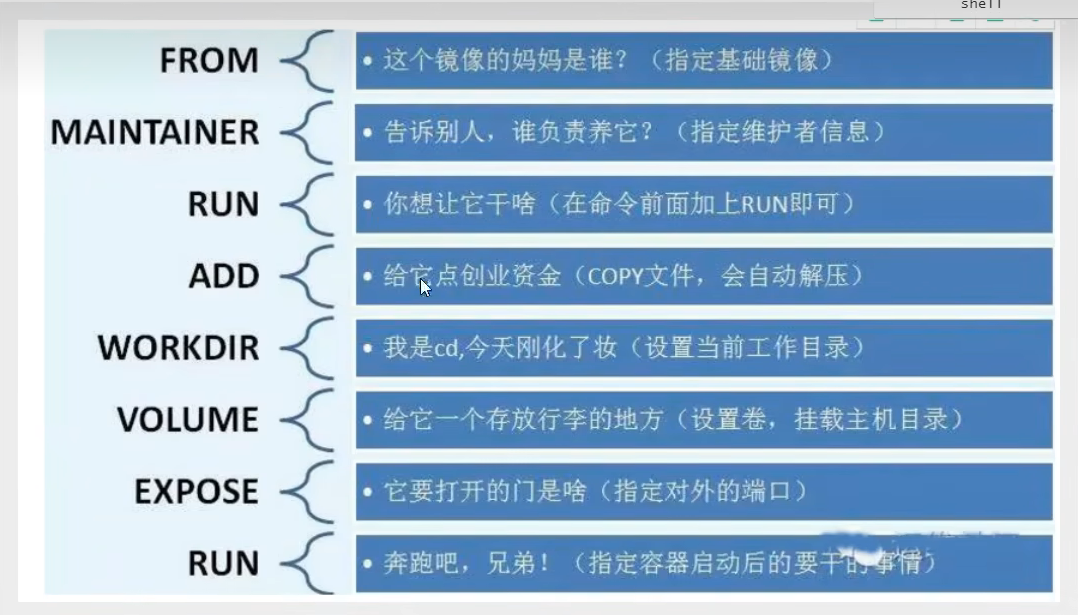 shell
FROM
• 这个镜像的妈妈是谁？（指定基础镜像）
MAINTAINER
• 告诉别人，谁负责养它？（指定维护者信息）
RUN
• 你想让它干啥（在命令前面加上RUN即可）
ADD
• 给它点创业资金（COPY文件，会自动解压）
WORKDIR
• 我是cd,今天刚化了妆（设置当前工作目录）
VOLUME
• 给它一个存放行李的地方（设置卷，挂载主机目录）
EXPOSE
• 它要打开的门是啥（指定对外的端口）
RUN
• 奔跑吧，兄弟！（指定容器启动后的要干的事情）